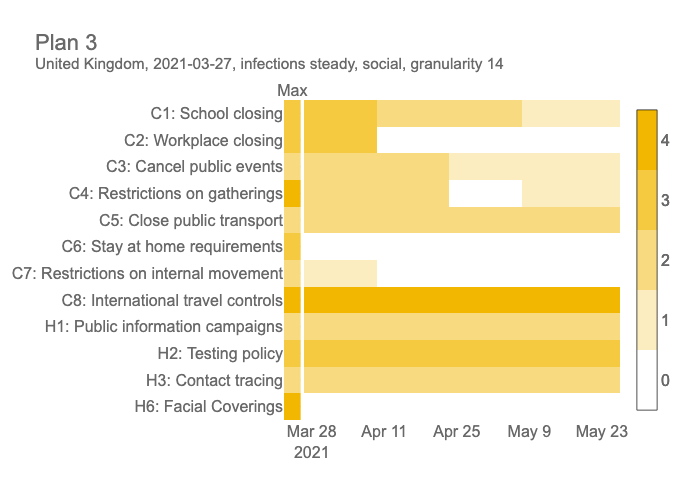 Plan 3
United Kingdom, 2021-03-27, infections steady, social, granularity 14
Max
C1: School closing
C2: Workplace closing
C3: Cancel public events
C4: Restrictions on gatherings
C5: Close public transport
C6: Stay at home requirements
C7: Restrictions on internal movement
C8: International travel controls
H1: Public information campaigns
H2: Testing policy
H3: Contact tracing
H6: Facial Coverings
4
3
2
1
0
Mar 28 Apr 11 Apr 25 May 9 May 23
2021